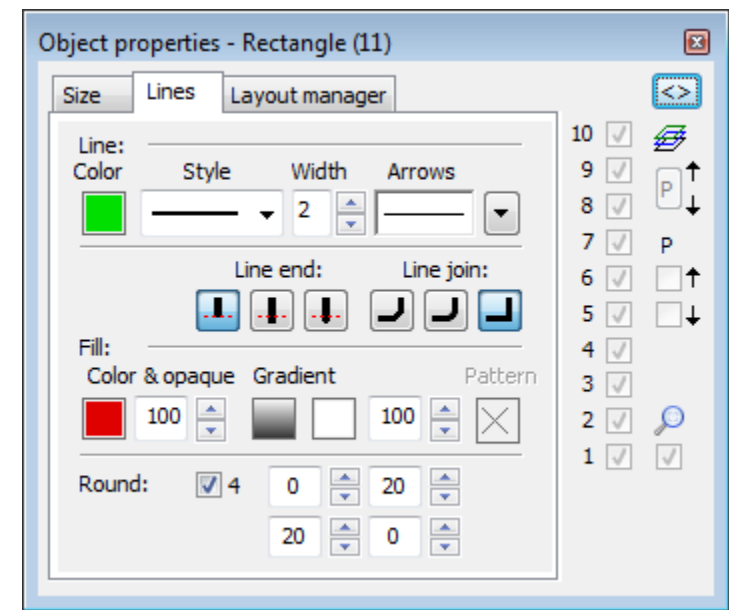 Object properties - Rectangle (11)
Size Lines Layout manager <>
Line:
Color Style Width Arrows
2
Line end: Line join:
Fill:
Color & opaque Gradient Pattern
100 100
Round: 4 0 20
20 0
10
9
P
8
7 P
6
5
4
3
2
1